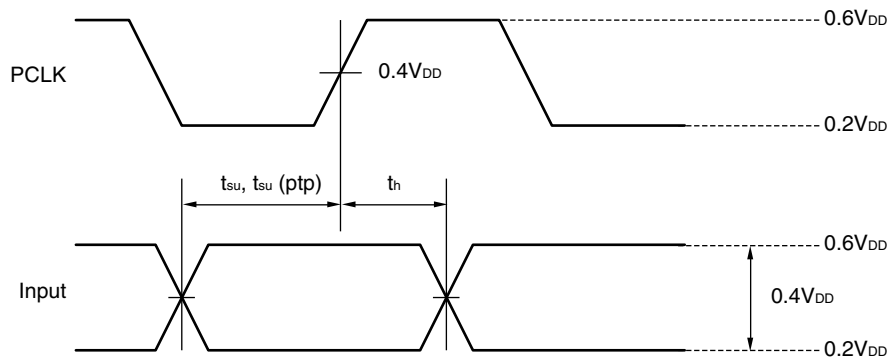 0.6VDD
PCLK
0.4VDD
0.2VDD
tsu, tsu (ptp)
th
0.6VDD
Input
0.4VDD
0.2VDD